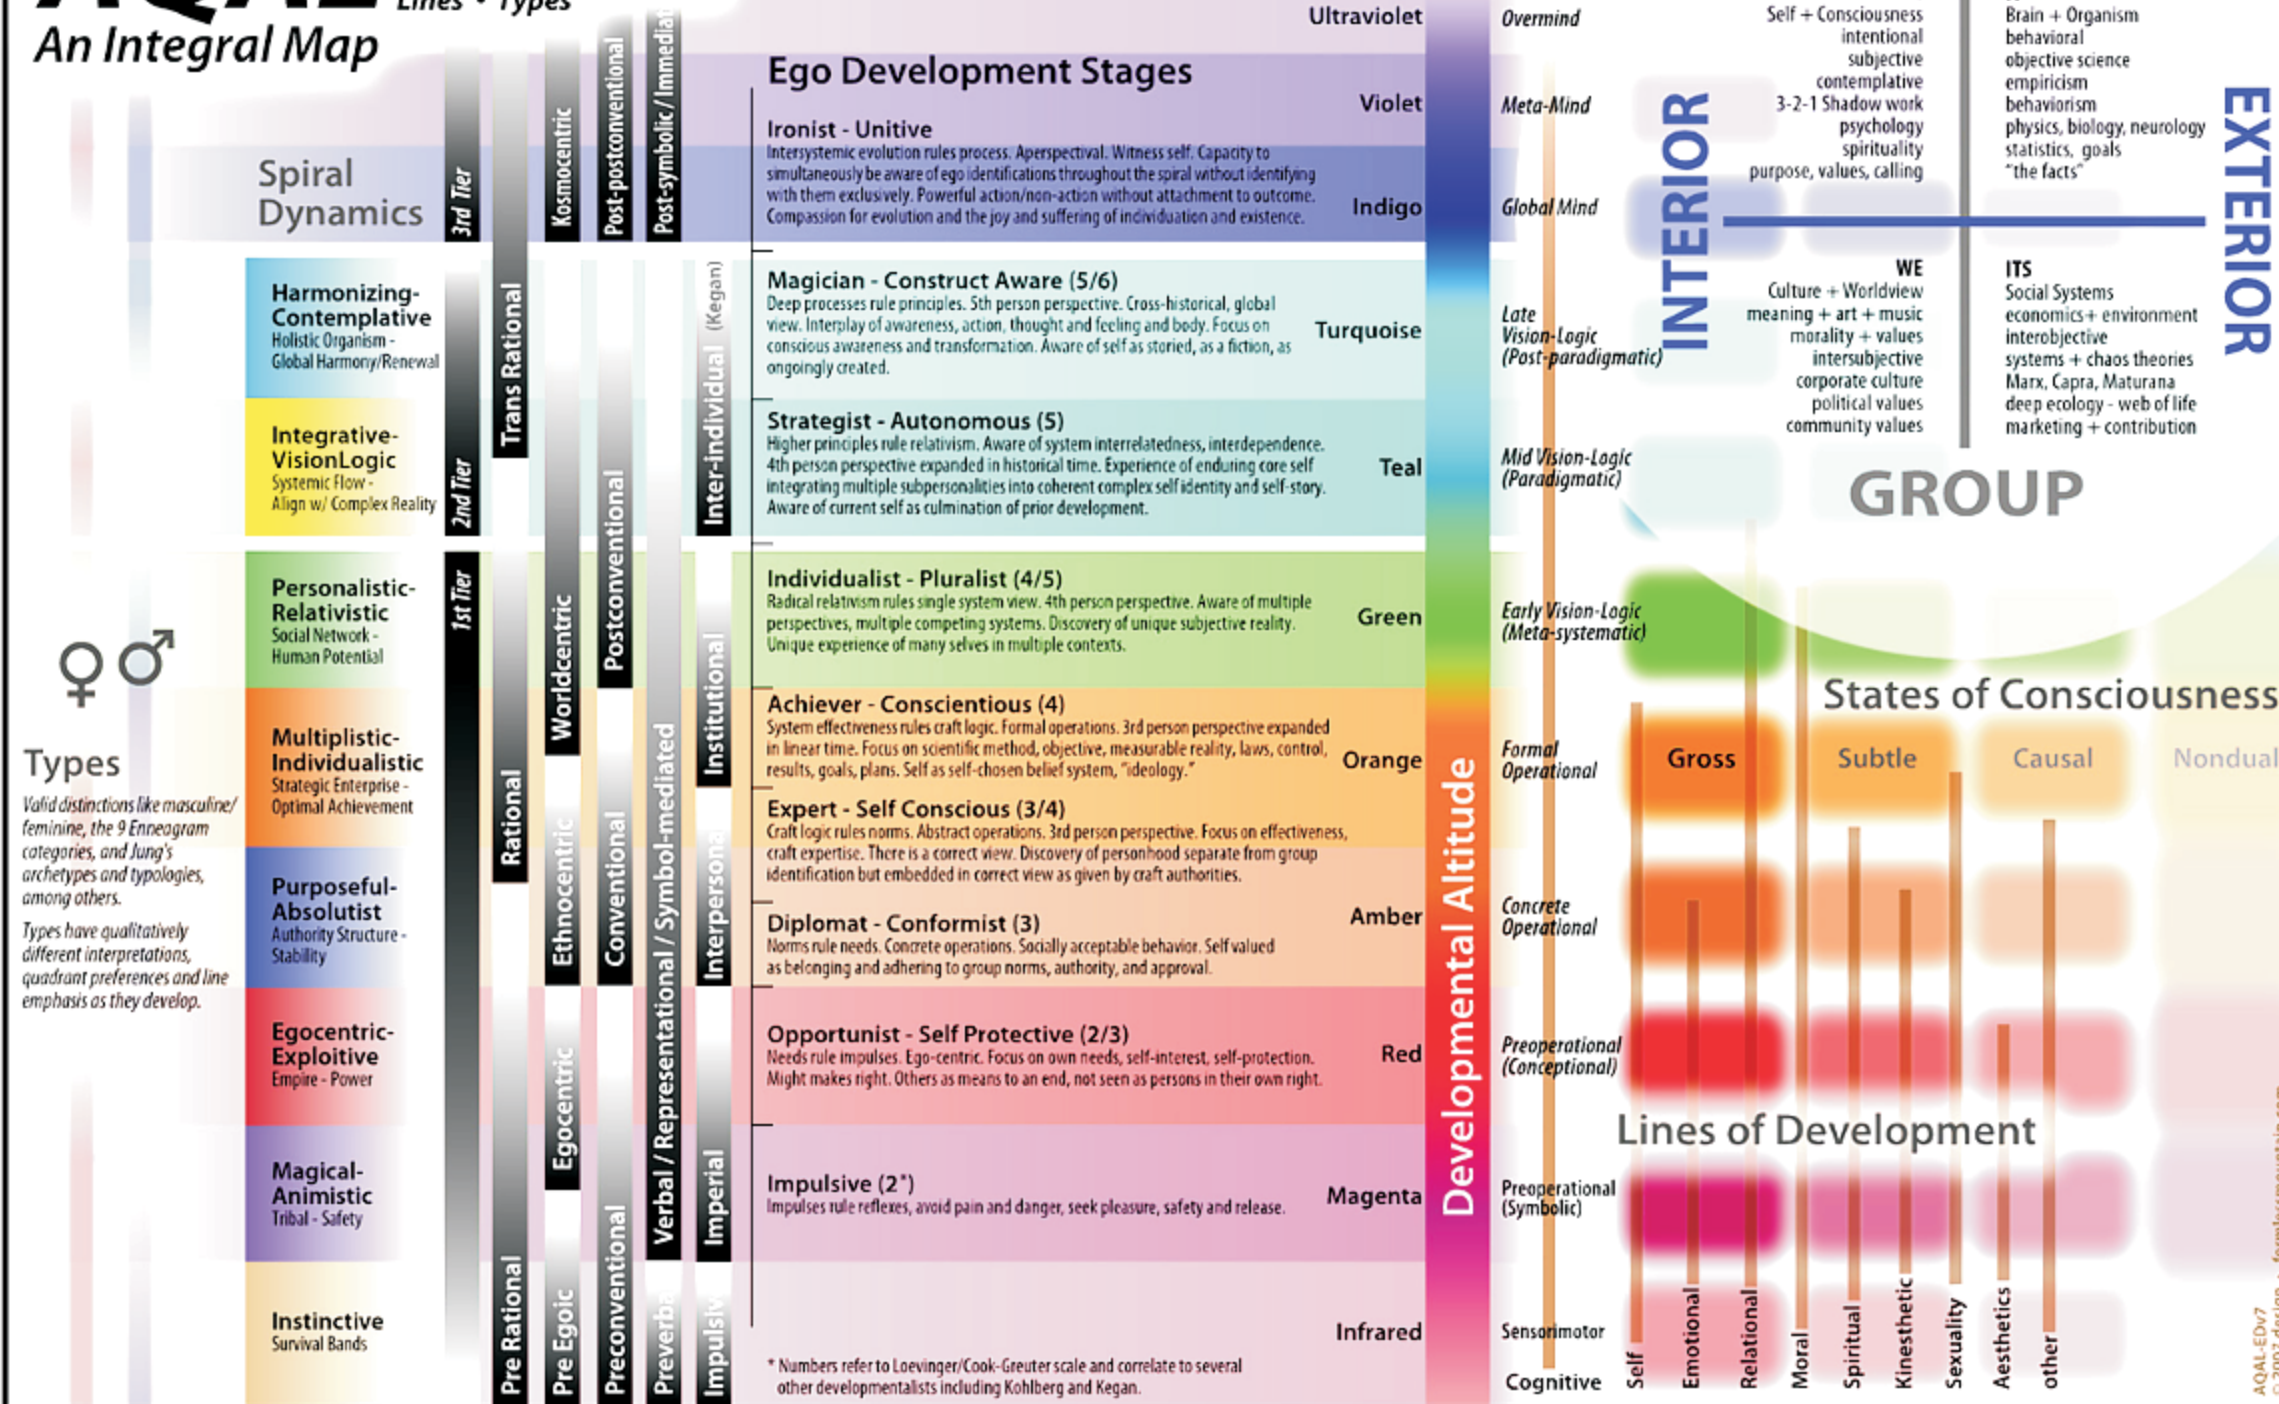 AQAL Lines • Types
An Integral Map
Spiral
Dynamics
Harmonizing-
Contemplative
Holistic Organism -
Global Harmony/Renewal
Integrative-
VisionLogic
Systemic Flow -
Align w/ Complex Reality
Personalistic-
Relativistic
Social Network -
Human Potential
Multiplistic-
Individualistic
Strategic Enterprise -
Optimal Achievement
Purposeful-
Absolutist
Authority Structure -
Stability
Egocentric-
Exploitive
Empire - Power
Magical-
Animistic
Tribal - Safety
Instinctive
Survival Bands
♀ ♂
Types
Valid distinctions like masculine/
feminine, the 9 Enneagram
categories, and Jung's
archetypes and typologies,
among others.
Types have qualitatively
different interpretations,
quadrant preferences and line
emphasis as they develop.
3rd Tier
2nd Tier
1st Tier
Trans Rational
Rational
Pre Rational
Kosmocentric
Worldcentric
Ethnocentric
Egocentric
Pre Egoic
Post-postconventional
Postconventional
Conventional
Preconventional
Post-symbolic / Immediat
Verbal / Representational / Symbol-mediated
Preverba
Inter-individual (Kegan)
Institutional
Interpersona
Imperial
Impulsiv
Ego Development Stages
Ironist - Unitive
Intersystemic evolution rules process. Aperspectival. Witness self. Capacity to
simultaneously be aware of ego identifications throughout the spiral without identifying
with them exclusively. Powerful action/non-action without attachment to outcome.
Compassion for evolution and the joy and suffering of individuation and existence.
Magician - Construct Aware (5/6)
Deep processes rule principles. 5th person perspective. Cross-historical, global
view. Interplay of awareness, action, thought and feeling and body. Focus on
conscious awareness and transformation. Aware of self as storied, as a fiction, as
ongoingly created.
Strategist - Autonomous (5)
Higher principles rule relativism. Aware of system interrelatedness, interdependence.
4th person perspective expanded in historical time. Experience of enduring core self
integrating multiple subpersonalities into coherent complex self identity and self-story.
Aware of current self as culmination of prior development.
Individualist - Pluralist (4/5)
Radical relativism rules single system view. 4th person perspective. Aware of multiple
perspectives, multiple competing systems. Discovery of unique subjective reality.
Unique experience of many selves in multiple contexts.
Achiever - Conscientious (4)
System effectiveness rules craft logic. Formal operations. 3rd person perspective expanded
in linear time. Focus on scientific method, objective, measurable reality, laws, control,
results, goals, plans. Self as self-chosen belief system, "ideology."
Expert - Self Conscious (3/4)
Craft logic rules norms. Abstract operations. 3rd person perspective. Focus on effectiveness,
craft expertise. There is a correct view. Discovery of personhood separate from group
identification but embedded in correct view as given by craft authorities.
Diplomat - Conformist (3)
Norms rule needs. Concrete operations. Socially acceptable behavior. Self valued
as belonging and adhering to group norms, authority, and approval.
Opportunist - Self Protective (2/3)
Needs rule impulses. Ego-centric. Focus on own needs, self-interest, self-protection.
Might makes right. Others as means to an end, not seen as persons in their own right.
Impulsive (2*)
Impulses rule reflexes, avoid pain and danger, seek pleasure, safety and release.
* Numbers refer to Loevinger/Cook-Greuter scale and correlate to several
other developmentalists including Kohlberg and Kegan.
Ultraviolet
Violet
Indigo
Turquoise
Teal
Green
Orange
Amber
Red
Magenta
Infrared
Developmental Altitude
Overmind
Meta-Mind
Global Mind
Late
Vision-Logic
(Post-paradigmatic)
Mid Vision-Logic
(Paradigmatic)
Early Vision-Logic
(Meta-systematic)
Formal
Operational
Concrete
Operational
Preoperational
(Conceptional)
Preoperational
(Symbolic)
Sensorimotor
Cognitive
INTERIOR
Self + Consciousness
intentional
subjective
contemplative
3-2-1 Shadow work
psychology
spirituality
purpose, values, calling
Brain + Organism
behavioral
objective science
empiricism
behaviorism
physics, biology, neurology
statistics, goals
"the facts"
EXTERIOR
WE
Culture + Worldview
meaning + art + music
morality + values
intersubjective
corporate culture
political values
community values
ITS
Social Systems
economics+ environment
interobjective
systems + chaos theories
Marx, Capra, Maturana
deep ecology - web of life
marketing + contribution
GROUP
States of Consciousness
Gross
Subtle
Causal
Nondual
Lines of Development
Self
Emotional
Relational
Moral
Spiritual
Kinesthetic
Sexuality
Aesthetics
other
AQAL-EDv7